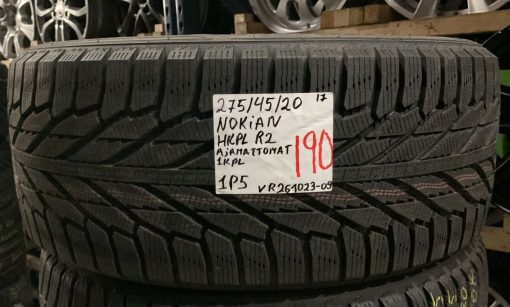 275/45/20 17
NOKiAN
HKPL R2
AJAMATTOMAT
1KPL
190
1P5 VR261023-09